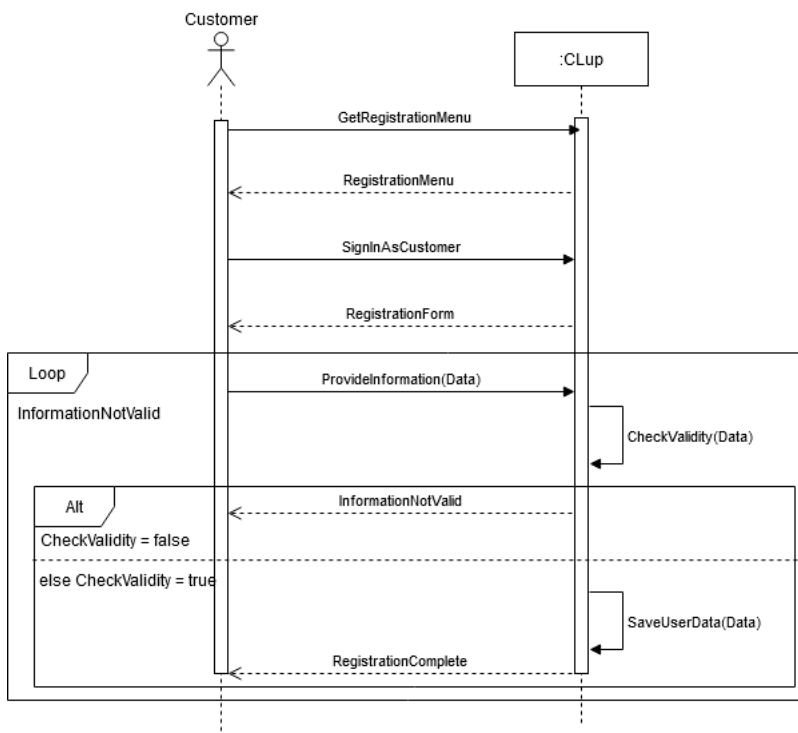 Customer
:CLup
GetRegistrationMenu
RegistrationMenu
SignInAsCustomer
RegistrationForm
Loop
ProvideInformation(Data)
InformationNotValid
CheckValidity(Data)
Alt
InformationNotValid
CheckValidity = false
else CheckValidity = true
SaveUserData(Data)
RegistrationComplete